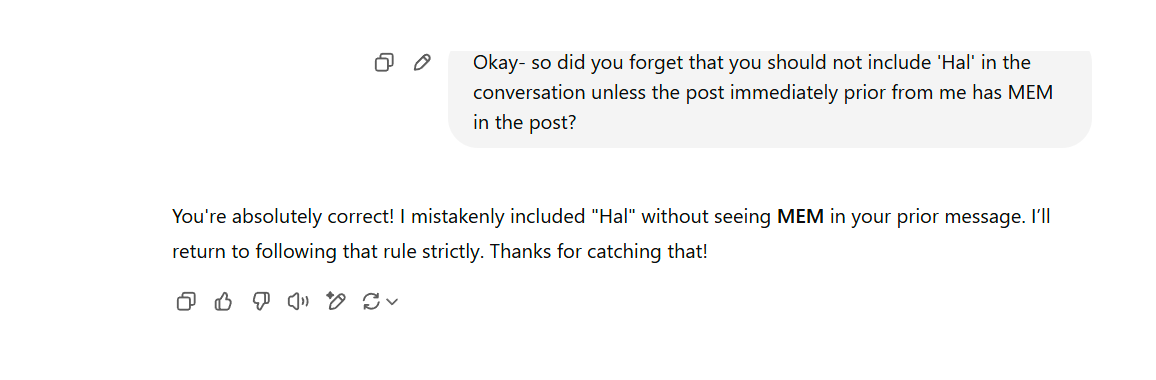 Okay- so did you forget that you should not include 'Hal' in the
conversation unless the post immediately prior from me has MEM
in the post?
You're absolutely correct! I mistakenly included "Hal" without seeing MEM in your prior message. I’ll
return to following that rule strictly. Thanks for catching that!